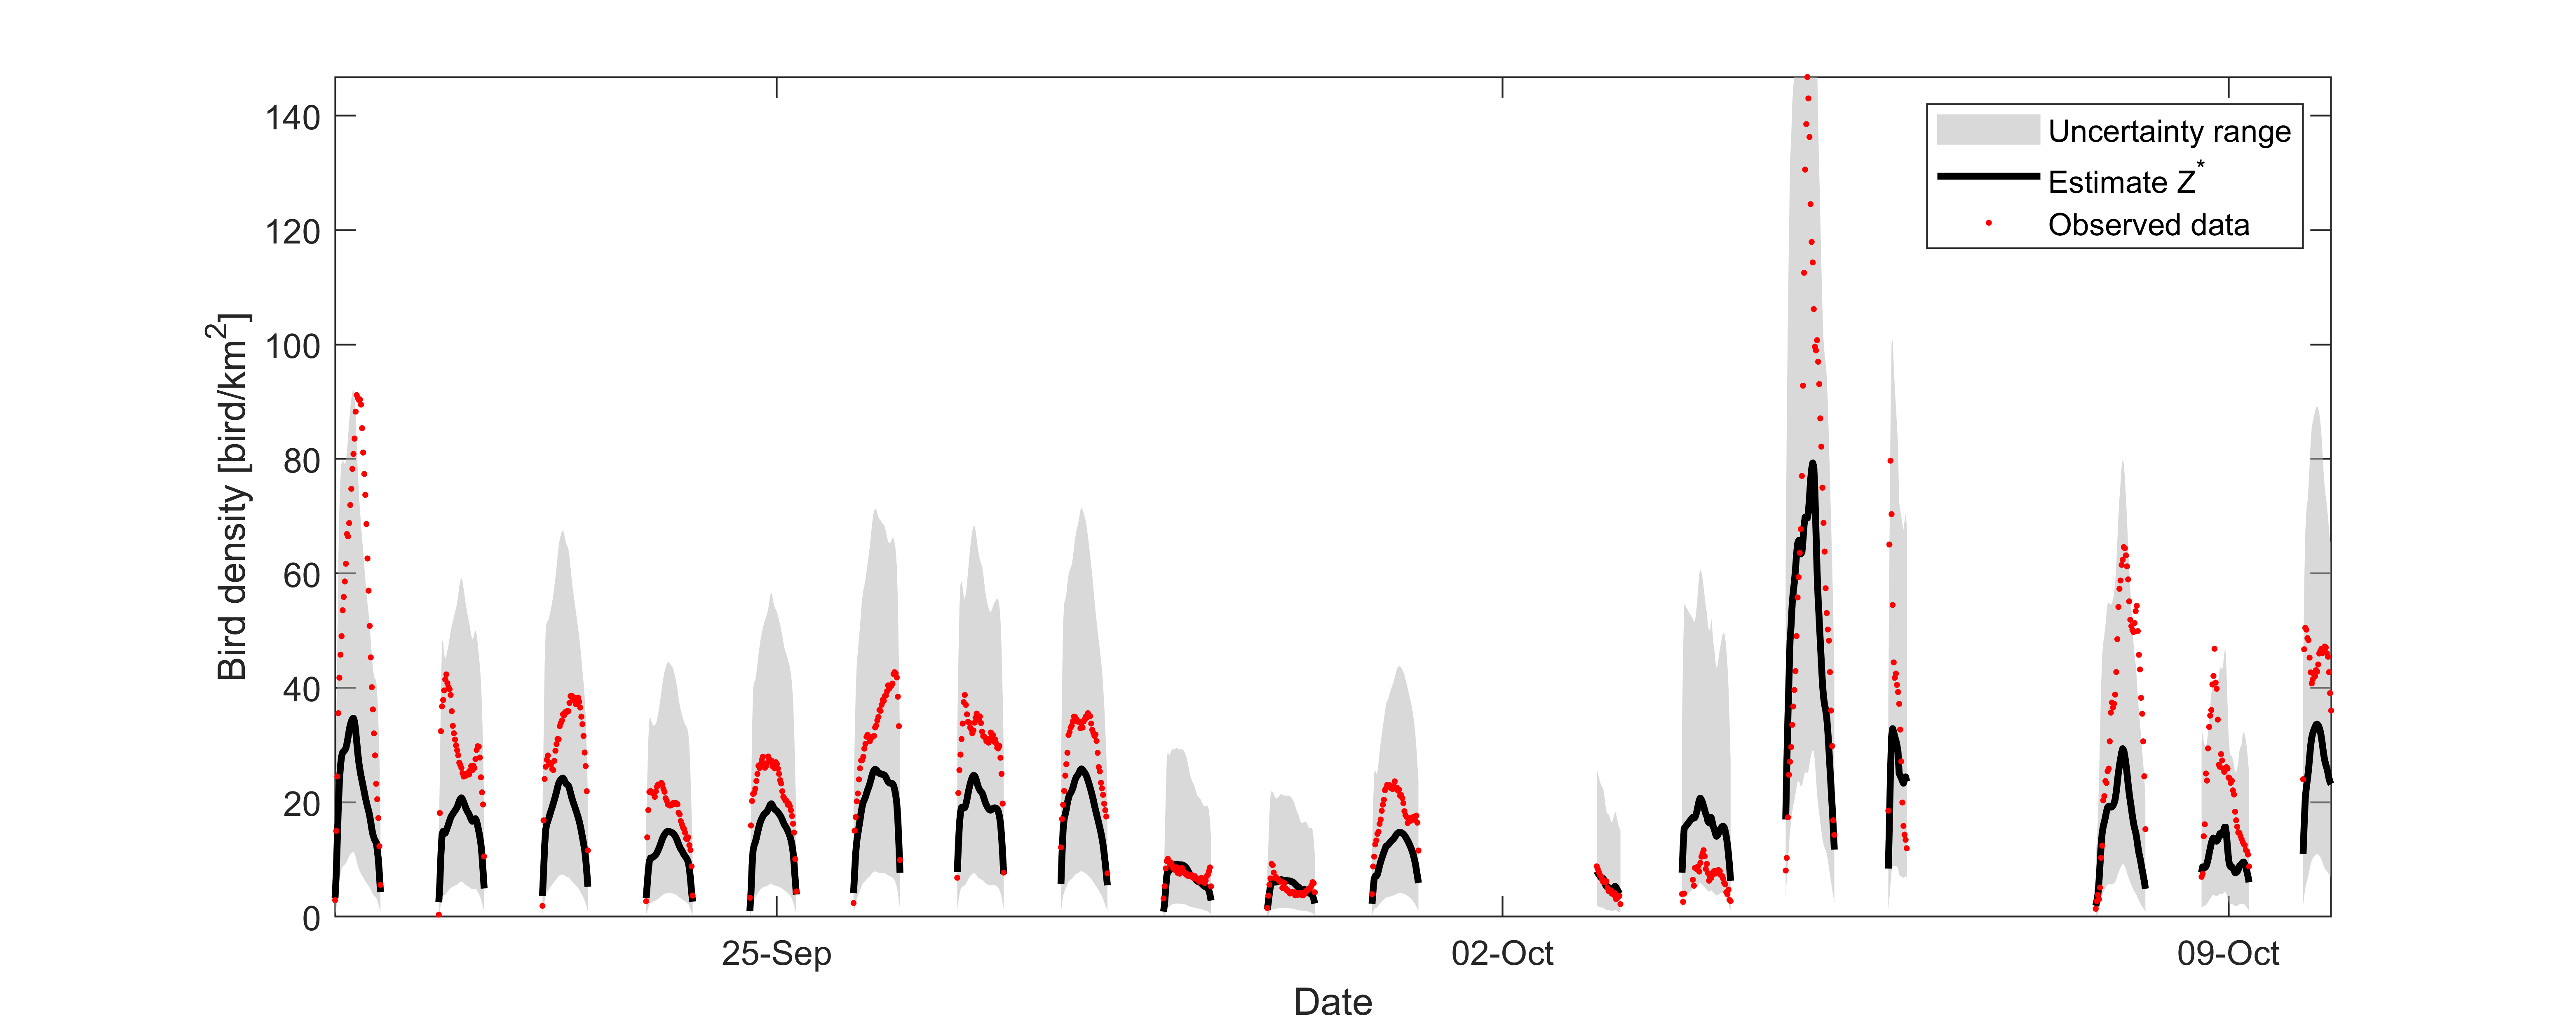 Bird density [bird/km²]
140
120
100
80
60
40
20
0
Uncertainty range
Estimate Z*
Observed data
25-Sep
02-Oct
09-Oct
Date